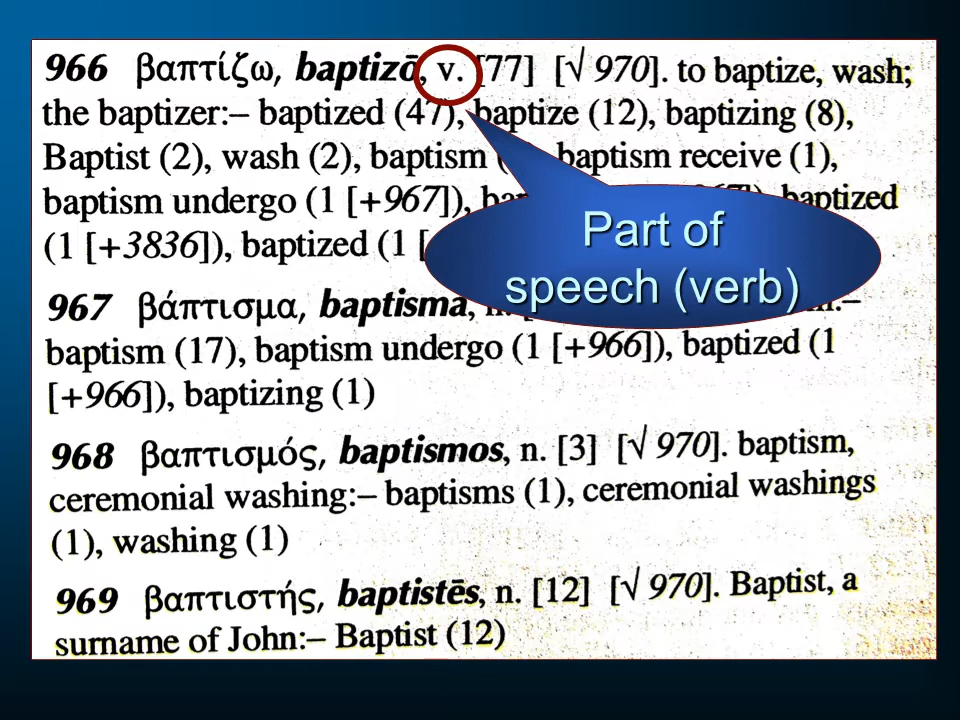 966 βαπτίζω, baptizō, v. [77] [√ 970]. to baptize, wash;
the baptizer:– baptized (47), baptize (12), baptizing (8),
Baptist (2), wash (2), baptism baptism receive (1),
baptism undergo (1 [+967]), baptized
(1 [+3836]), baptized (1
Part of
speech (verb)
967 βάπτισμα, baptisma, n.
baptism (17), baptism undergo (1 [+966]), baptized (1
[+966]), baptizing (1)
968 βαπτισμός, baptismos, n. [3] [√ 970]. baptism,
ceremonial washing:– baptisms (1), ceremonial washings
(1), washing (1)
969 βαπτιστής, baptistēs, n. [12] [√ 970]. Baptist, a
surname of John:– Baptist (12)